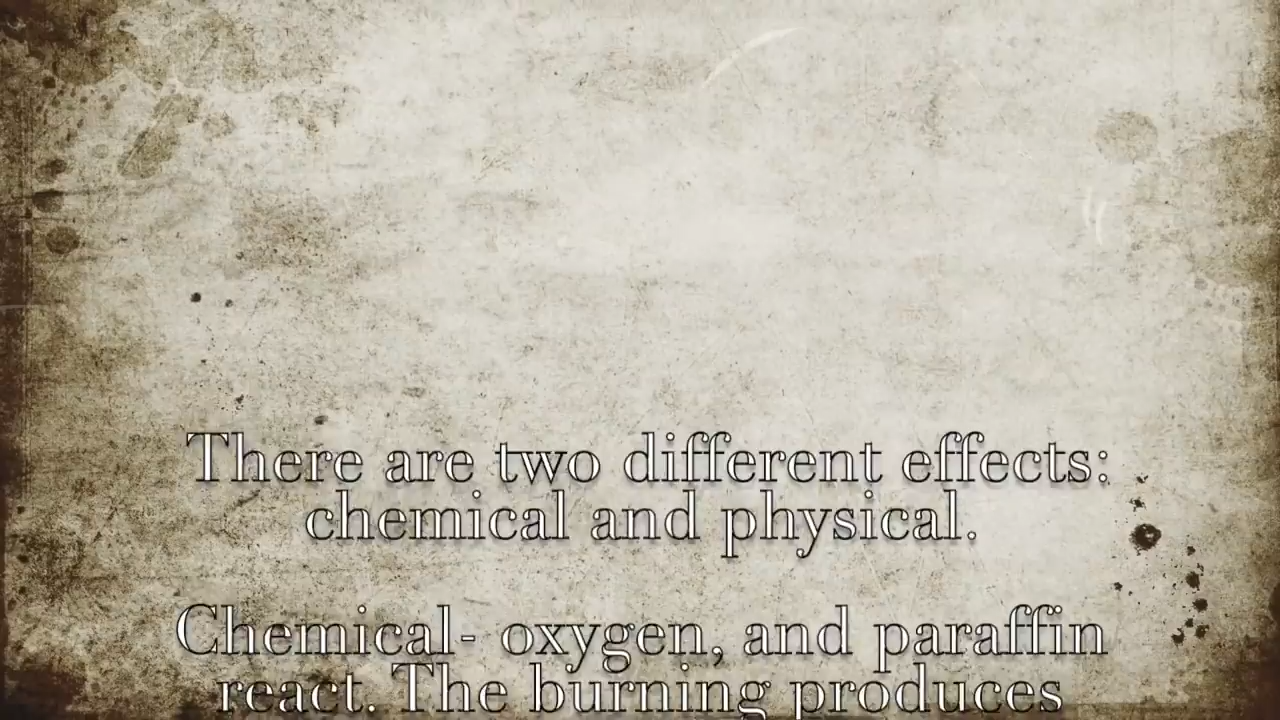 There are two different effects:
chemical and physical.
Chemical- oxygen, and paraffin
react. The burning produces